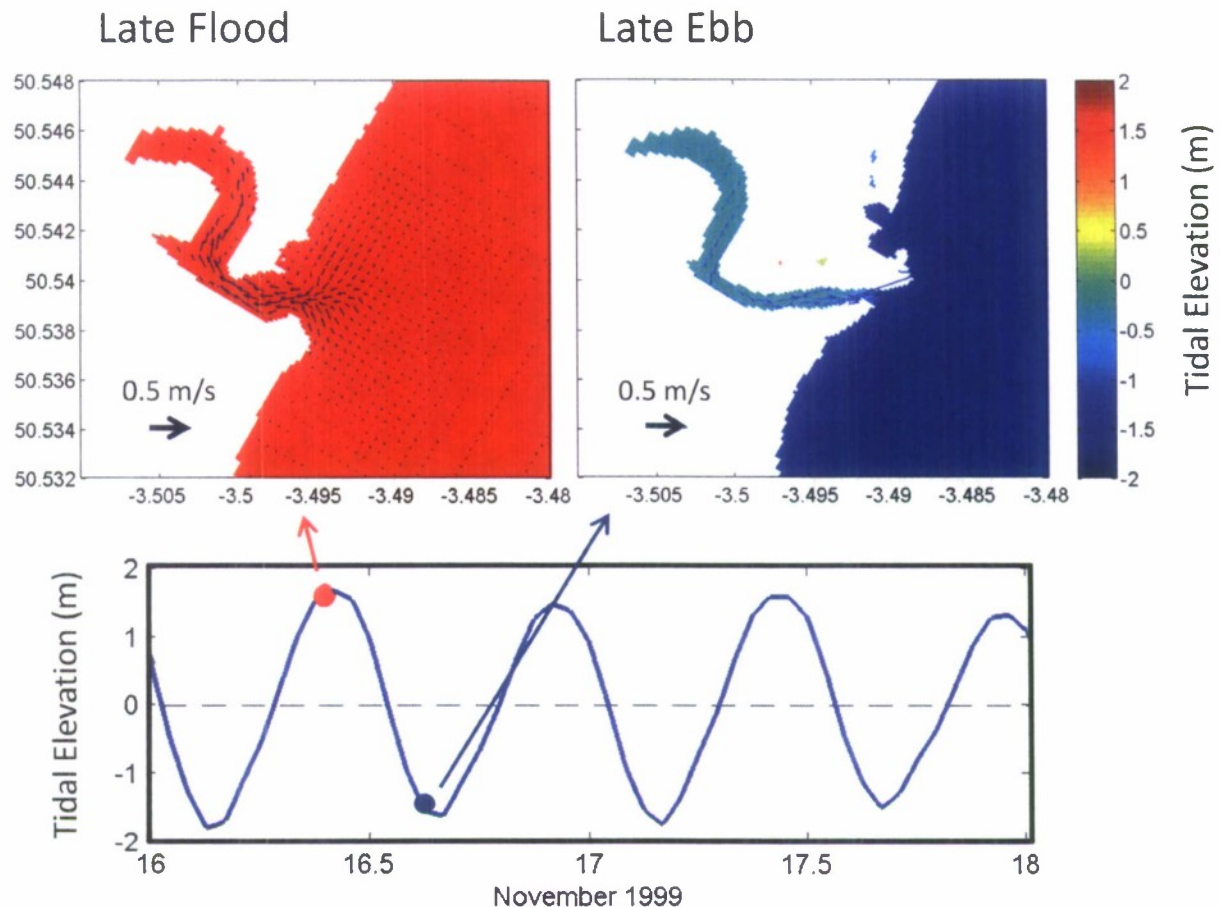 Late Flood
Late Ebb
50.548
50.546
50.544
50.542
50.54
50.538
50.536
50.534
50.532
0.5 m/s
0.5 m/s
-3.505 -3.5 -3.495 -3.49 -3.485 -3.48
-3.505 -3.5 -3.495 -3.49 -3.485 -3.48
2
1.5
1
0.5
0
-0.5
-1
-1.5
-2
Tidal Elevation (m)
Tidal Elevation (m)
2
1
0
-1
-2
16 16.5 17 17.5 18
November 1999